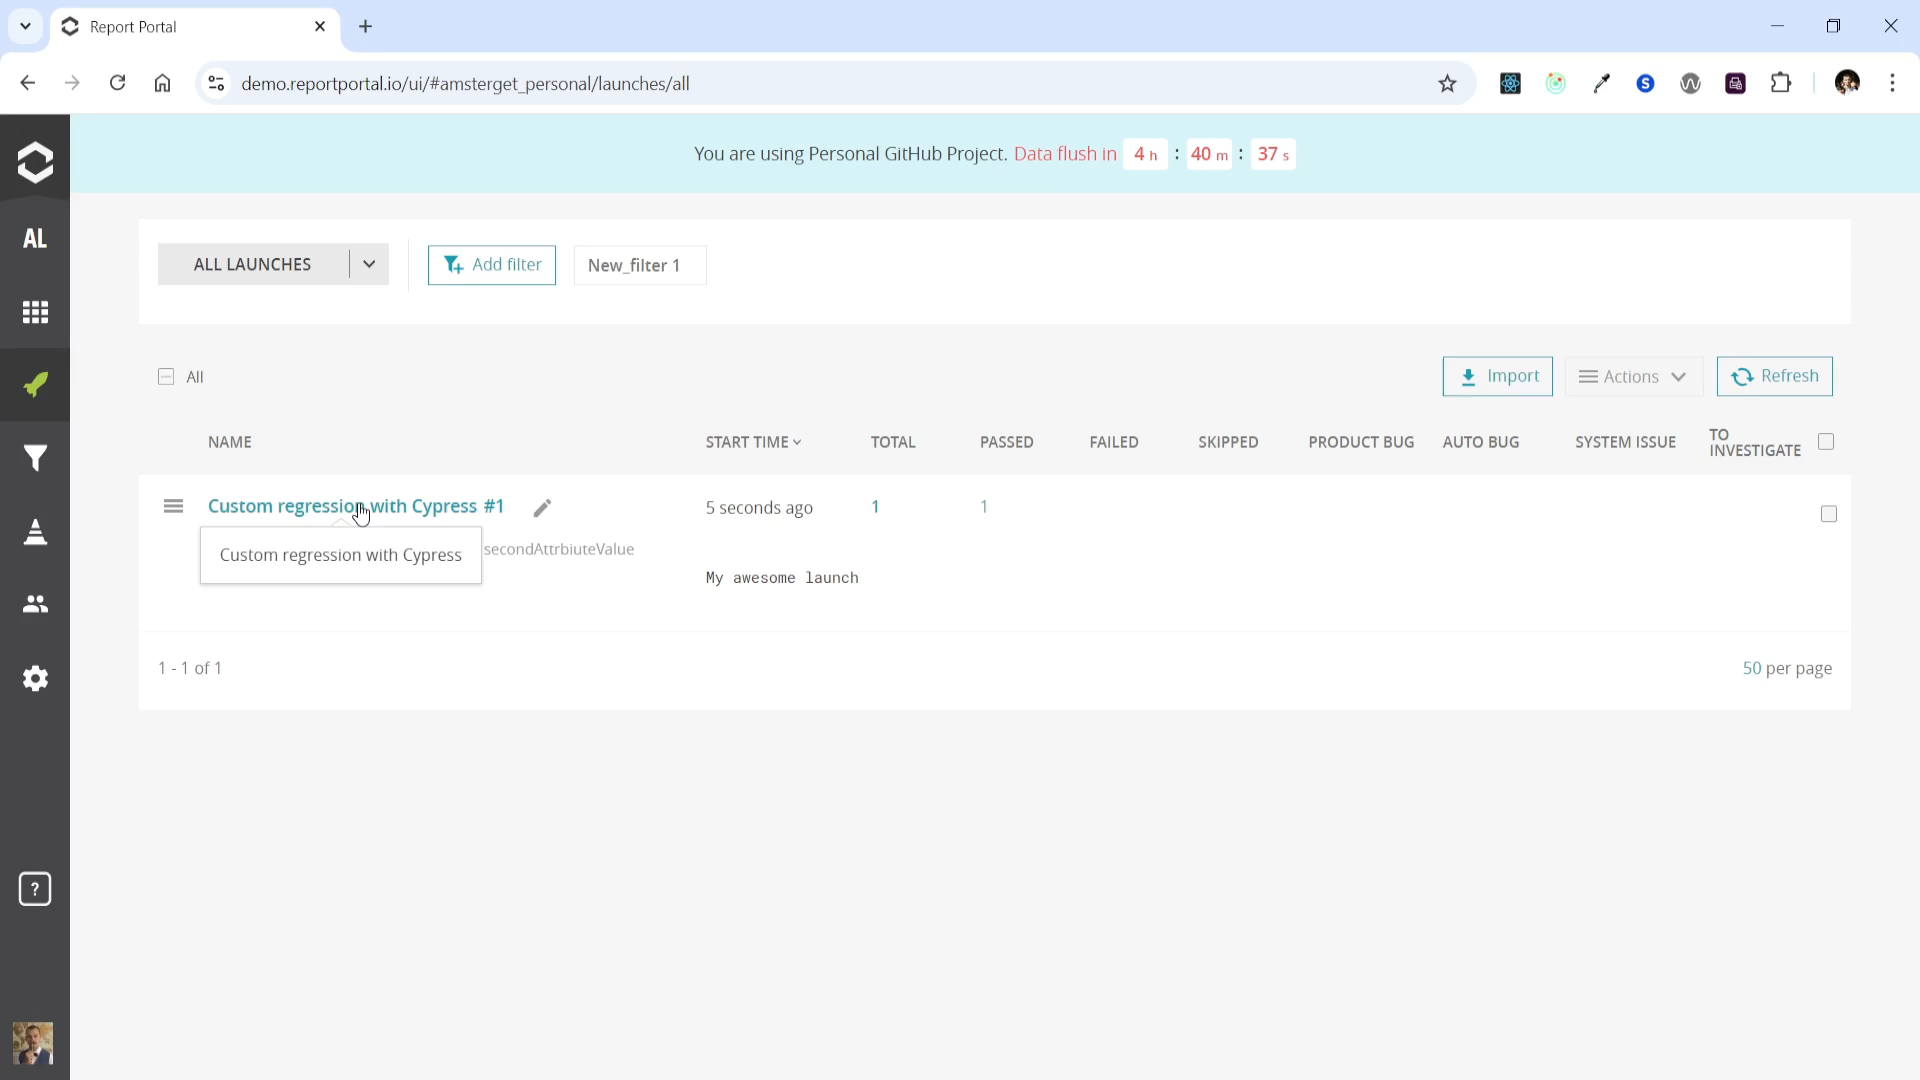 Report Portal
demo.reportportal.io/ui/#amsterget_personal/launches/all
You are using Personal GitHub Project. Data flush in 4 h : 40 m : 37 s
AL
ALL LAUNCHES
Add filter
New_filter 1
All
Import
Actions
Refresh
NAME
START TIME
TOTAL
PASSED
FAILED
SKIPPED
PRODUCT BUG
AUTO BUG
SYSTEM ISSUE
TO
INVESTIGATE
Custom regression with Cypress #1
5 seconds ago
1
1
Custom regression with Cypress
secondAttrbiuteValue
My awesome launch
1 - 1 of 1
50 per page
?
S